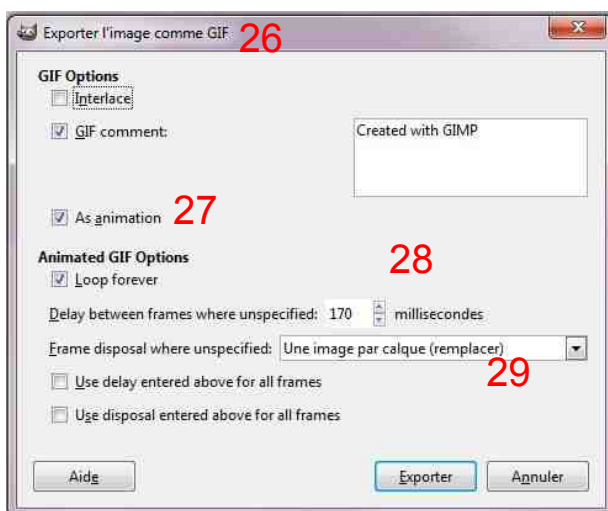 Exporter l'image comme GIF 26
GIF Options
Interlace
GIF comment: Created with GIMP
As animation 27
Animated GIF Options 28
Loop forever
Delay between frames where unspecified: 170 millisecondes
Frame disposal where unspecified: Une image par calque (remplacer)
29
Use delay entered above for all frames
Use disposal entered above for all frames
Aide Exporter Annuler